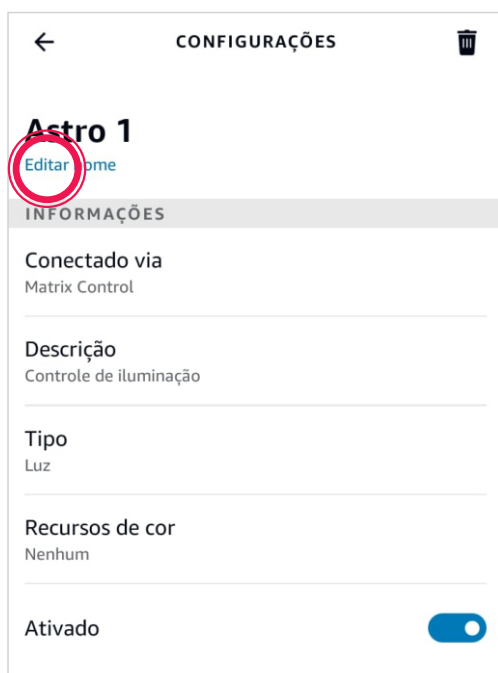 CONFIGURAÇÕES
Astro 1
Editar nome
INFORMAÇÕES
Conectado via
Matrix Control
Descrição
Controle de iluminação
Tipo
Luz
Recursos de cor
Nenhum
Ativado